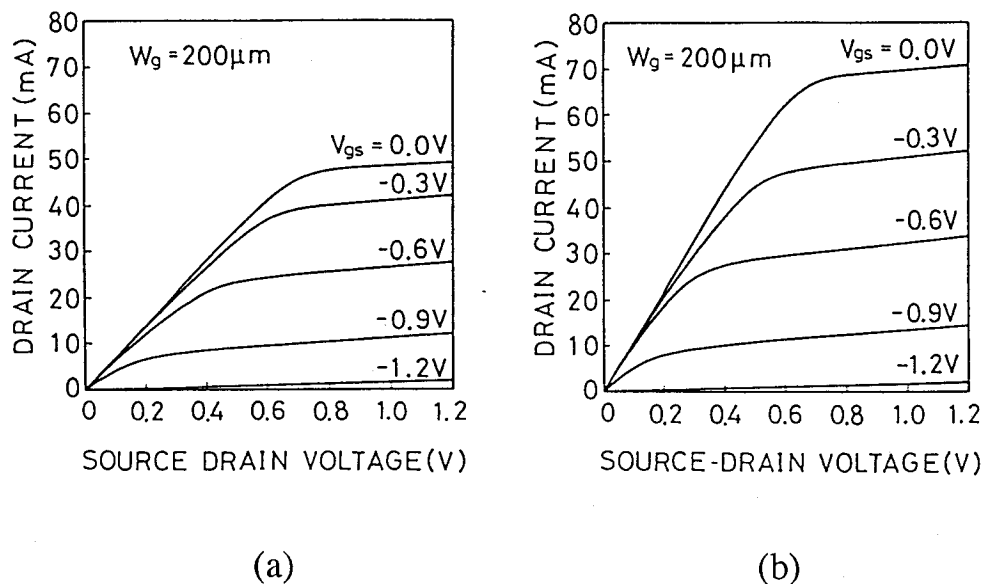 DRAIN CURRENT (mA)
80
70
60
50
40
30
20
10
0
Wg = 200μm
Vgs = 0.0V
-0.3V
-0.6V
-0.9V
-1.2V
0 0.2 0.4 0.6 0.8 1.0 1.2
SOURCE DRAIN VOLTAGE(V)
(a)
DRAIN CURRENT (mA)
80
70
60
50
40
30
20
10
0
Wg = 200μm
Vgs = 0.0V
-0.3V
-0.6V
-0.9V
-1.2V
0 0.2 0.4 0.6 0.8 1.0 1.2
SOURCE-DRAIN VOLTAGE(V)
(b)